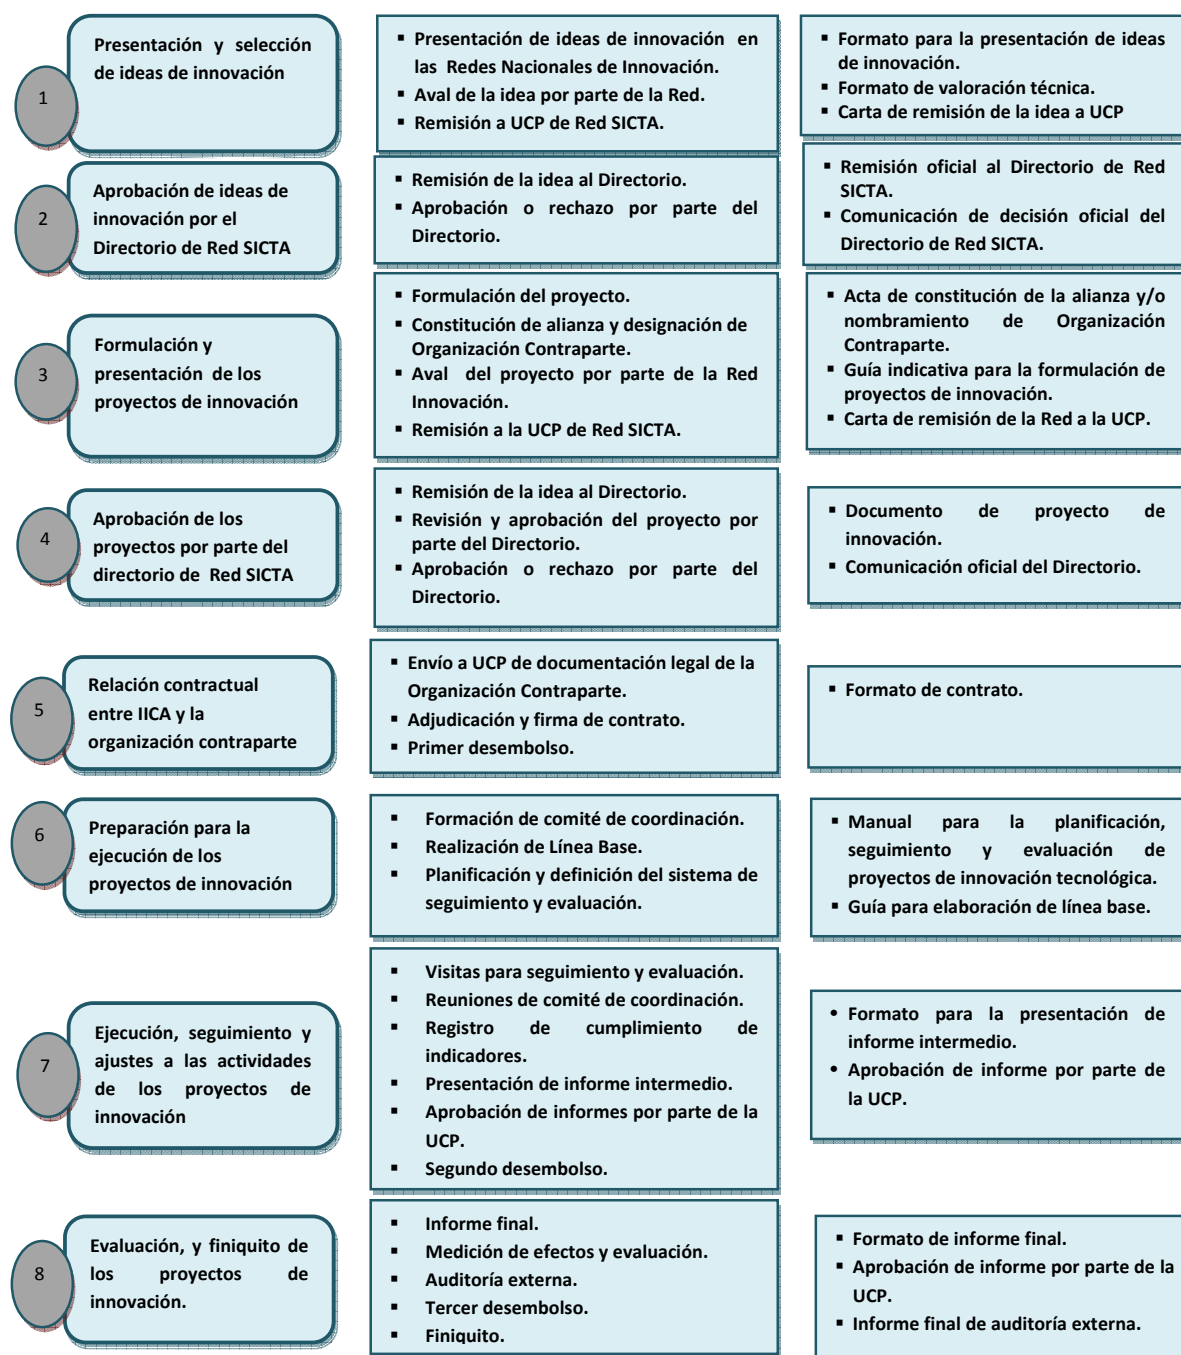 1
Presentación y selección
de ideas de innovación
▪ Presentación de ideas de innovación en
las Redes Nacionales de Innovación.
▪ Aval de la idea por parte de la Red.
▪ Remisión a UCP de Red SICTA.
▪ Formato para la presentación de ideas
de innovación.
▪ Formato de valoración técnica.
▪ Carta de remisión de la idea a UCP
2
Aprobación de ideas de
innovación por el
Directorio de Red SICTA
▪ Remisión de la idea al Directorio.
▪ Aprobación o rechazo por parte del
Directorio.
▪ Remisión oficial al Directorio de Red
SICTA.
▪ Comunicación de decisión oficial del
Directorio de Red SICTA.
3
Formulación y
presentación de los
proyectos de innovación
▪ Formulación del proyecto.
▪ Constitución de alianza y designación de
Organización Contraparte.
▪ Aval del proyecto por parte de la Red
Innovación.
▪ Remisión a la UCP de Red SICTA.
▪ Acta de constitución de la alianza y/o
nombramiento de Organización
Contraparte.
▪ Guía indicativa para la formulación de
proyectos de innovación.
▪ Carta de remisión de la Red a la UCP.
4
Aprobación de los
proyectos por parte del
directorio de Red SICTA
▪ Remisión de la idea al Directorio.
▪ Revisión y aprobación del proyecto por
parte del Directorio.
▪ Aprobación o rechazo por parte del
Directorio.
▪ Documento de proyecto de
innovación.
▪ Comunicación oficial del Directorio.
5
Relación contractual
entre IICA y la
organización contraparte
▪ Envío a UCP de documentación legal de la
Organización Contraparte.
▪ Adjudicación y firma de contrato.
▪ Primer desembolso.
▪ Formato de contrato.
6
Preparación para la
ejecución de los
proyectos de innovación
▪ Formación de comité de coordinación.
▪ Realización de Línea Base.
▪ Planificación y definición del sistema de
seguimiento y evaluación.
▪ Manual para la planificación,
seguimiento y evaluación de
proyectos de innovación tecnológica.
▪ Guía para elaboración de línea base.
7
Ejecución, seguimiento y
ajustes a las actividades
de los proyectos de
innovación
▪ Visitas para seguimiento y evaluación.
▪ Reuniones de comité de coordinación.
▪ Registro de cumplimiento de
indicadores.
▪ Presentación de informe intermedio.
▪ Aprobación de informes por parte de la
UCP.
▪ Segundo desembolso.
• Formato para la presentación de
informe intermedio.
• Aprobación de informe por parte de
la UCP.
8
Evaluación, y finiquito de
los proyectos de
innovación.
▪ Informe final.
▪ Medición de efectos y evaluación.
▪ Auditoría externa.
▪ Tercer desembolso.
▪ Finiquito.
▪ Formato de informe final.
▪ Aprobación de informe por parte de la
UCP.
▪ Informe final de auditoría externa.